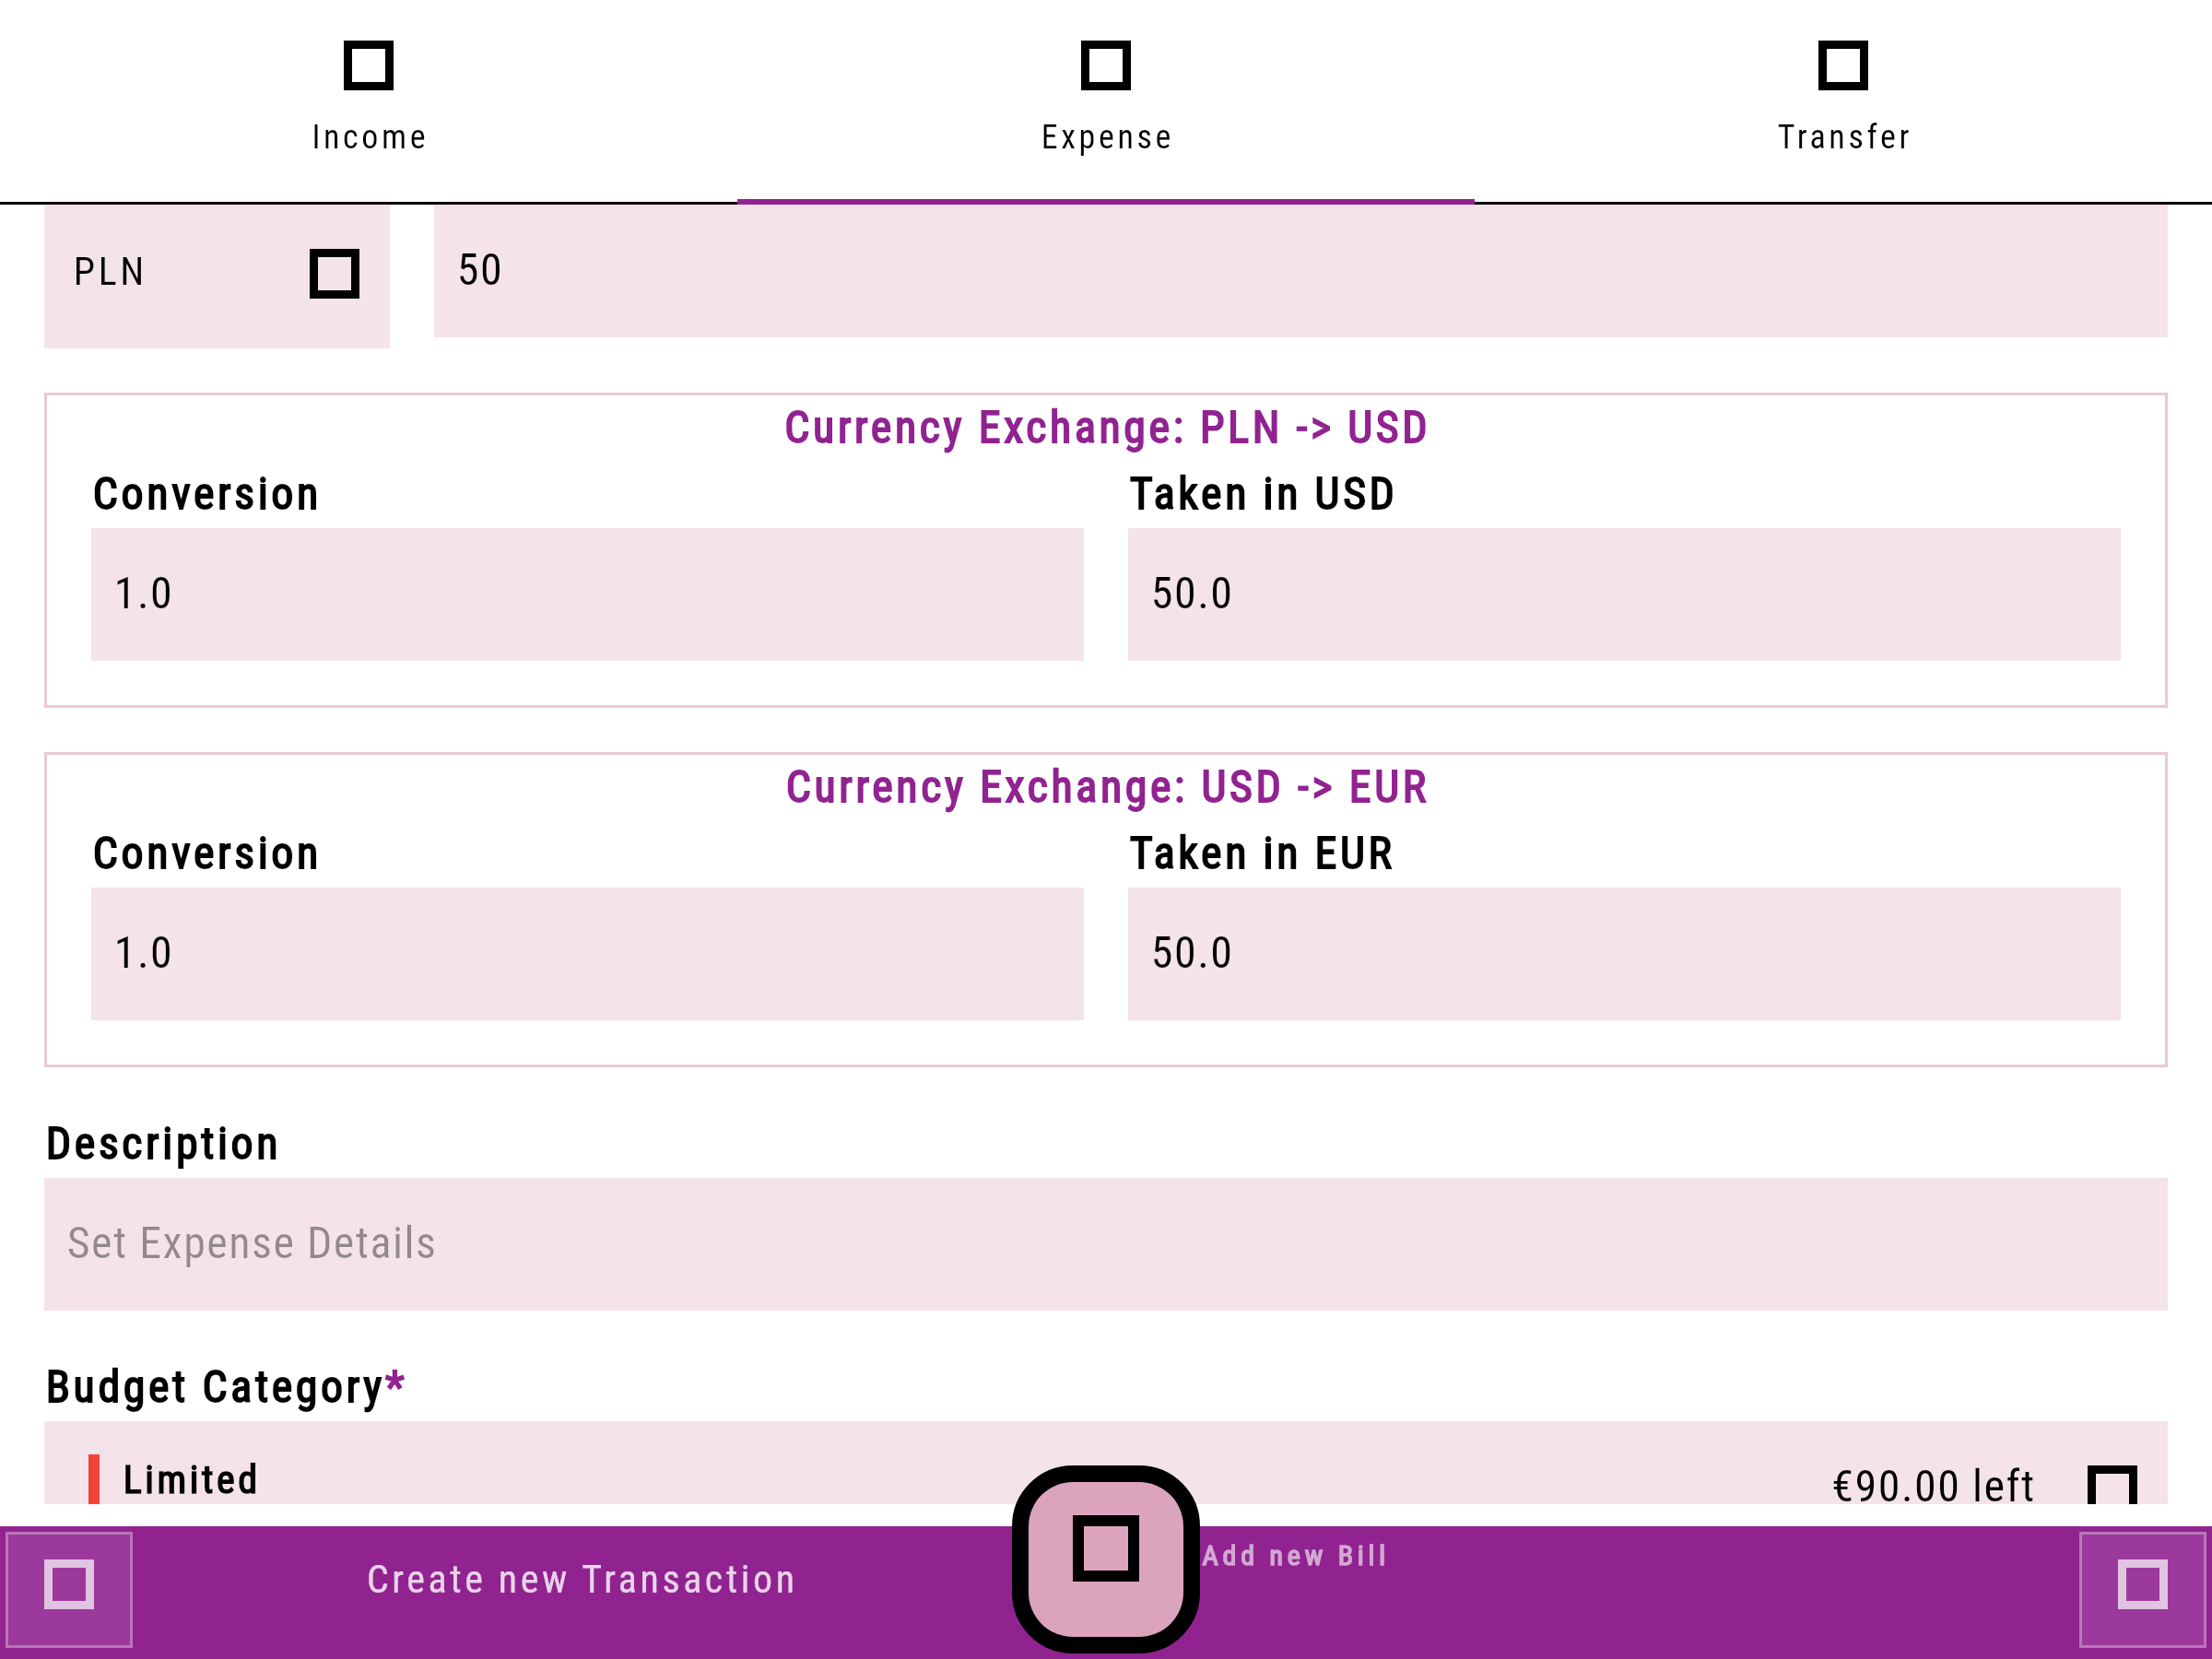 Income
Expense
Transfer
PLN
50
Currency Exchange: PLN -> USD
Conversion
Taken in USD
1.0
50.0
Currency Exchange: USD -> EUR
Conversion
Taken in EUR
1.0
50.0
Description
Set Expense Details
Budget Category*
Limited
€90.00 left
Create new Transaction
Add new Bill